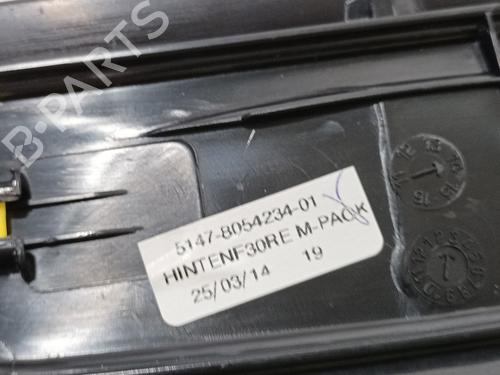 B-PARTS
5147-8054234-01
HINTENF30RE M-PACK
25/03/14 19